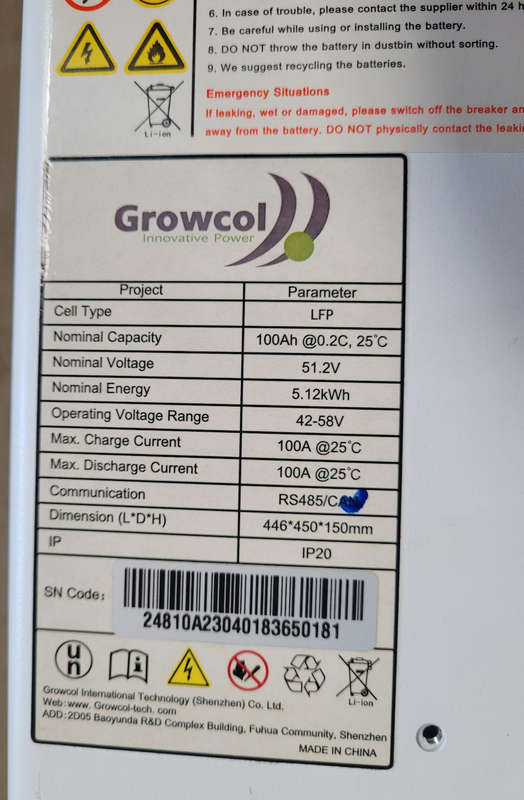 6. In case of trouble, please contact the supplier within 24 h
7. Be careful while using or installing the battery.
8. DO NOT throw the battery in dustbin without sorting.
9. We suggest recycling the batteries.
Li-ion
Emergency Situations
If leaking, wet or damaged, please switch off the breaker an
away from the battery. DO NOT physically contact the leaki
Growcol
Innovative Power
Project Parameter
Cell Type LFP
Nominal Capacity 100Ah @0.2C, 25℃
Nominal Voltage 51.2V
Nominal Energy 5.12kWh
Operating Voltage Range 42-58V
Max. Charge Current 100A @25℃
Max. Discharge Current 100A @25℃
Communication RS485/CAN
Dimension (L*D*H) 446*450*150mm
IP IP20
SN Code:
24810A23040183650181
un
Li-ion
Growcol International Technology (Shenzhen) Co. Ltd.
Web:www. Growcol-tech. com
ADD:2D05 Baoyunda R&D Complex Building, Fuhua Community, Shenzhen
MADE IN CHINA